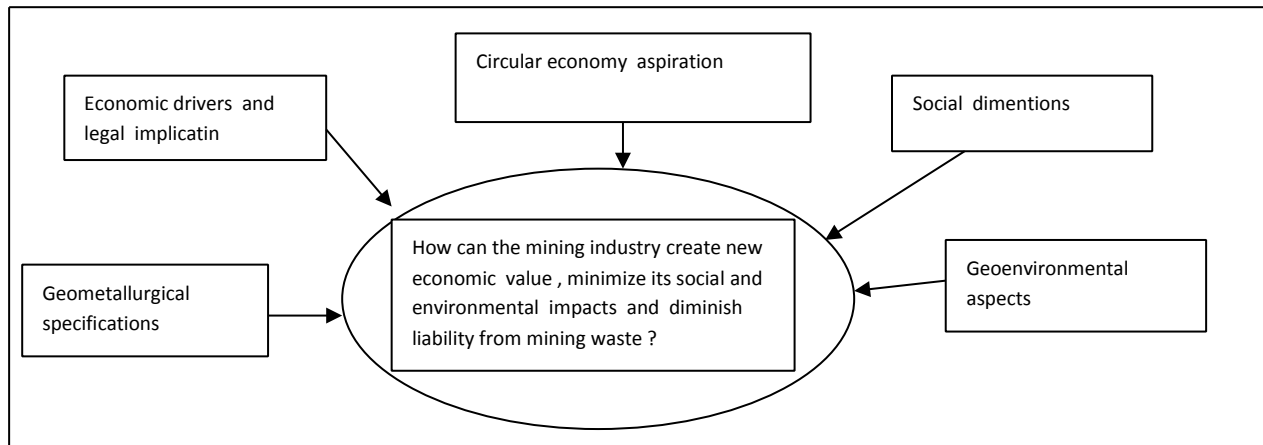 Circular economy aspiration
Economic drivers and
legal implicatin
Social dimentions
How can the mining industry create new
economic value , minimize its social and
environmental impacts and diminish
liability from mining waste ?
Geometallurgical
specifications
Geoenvironmental
aspects